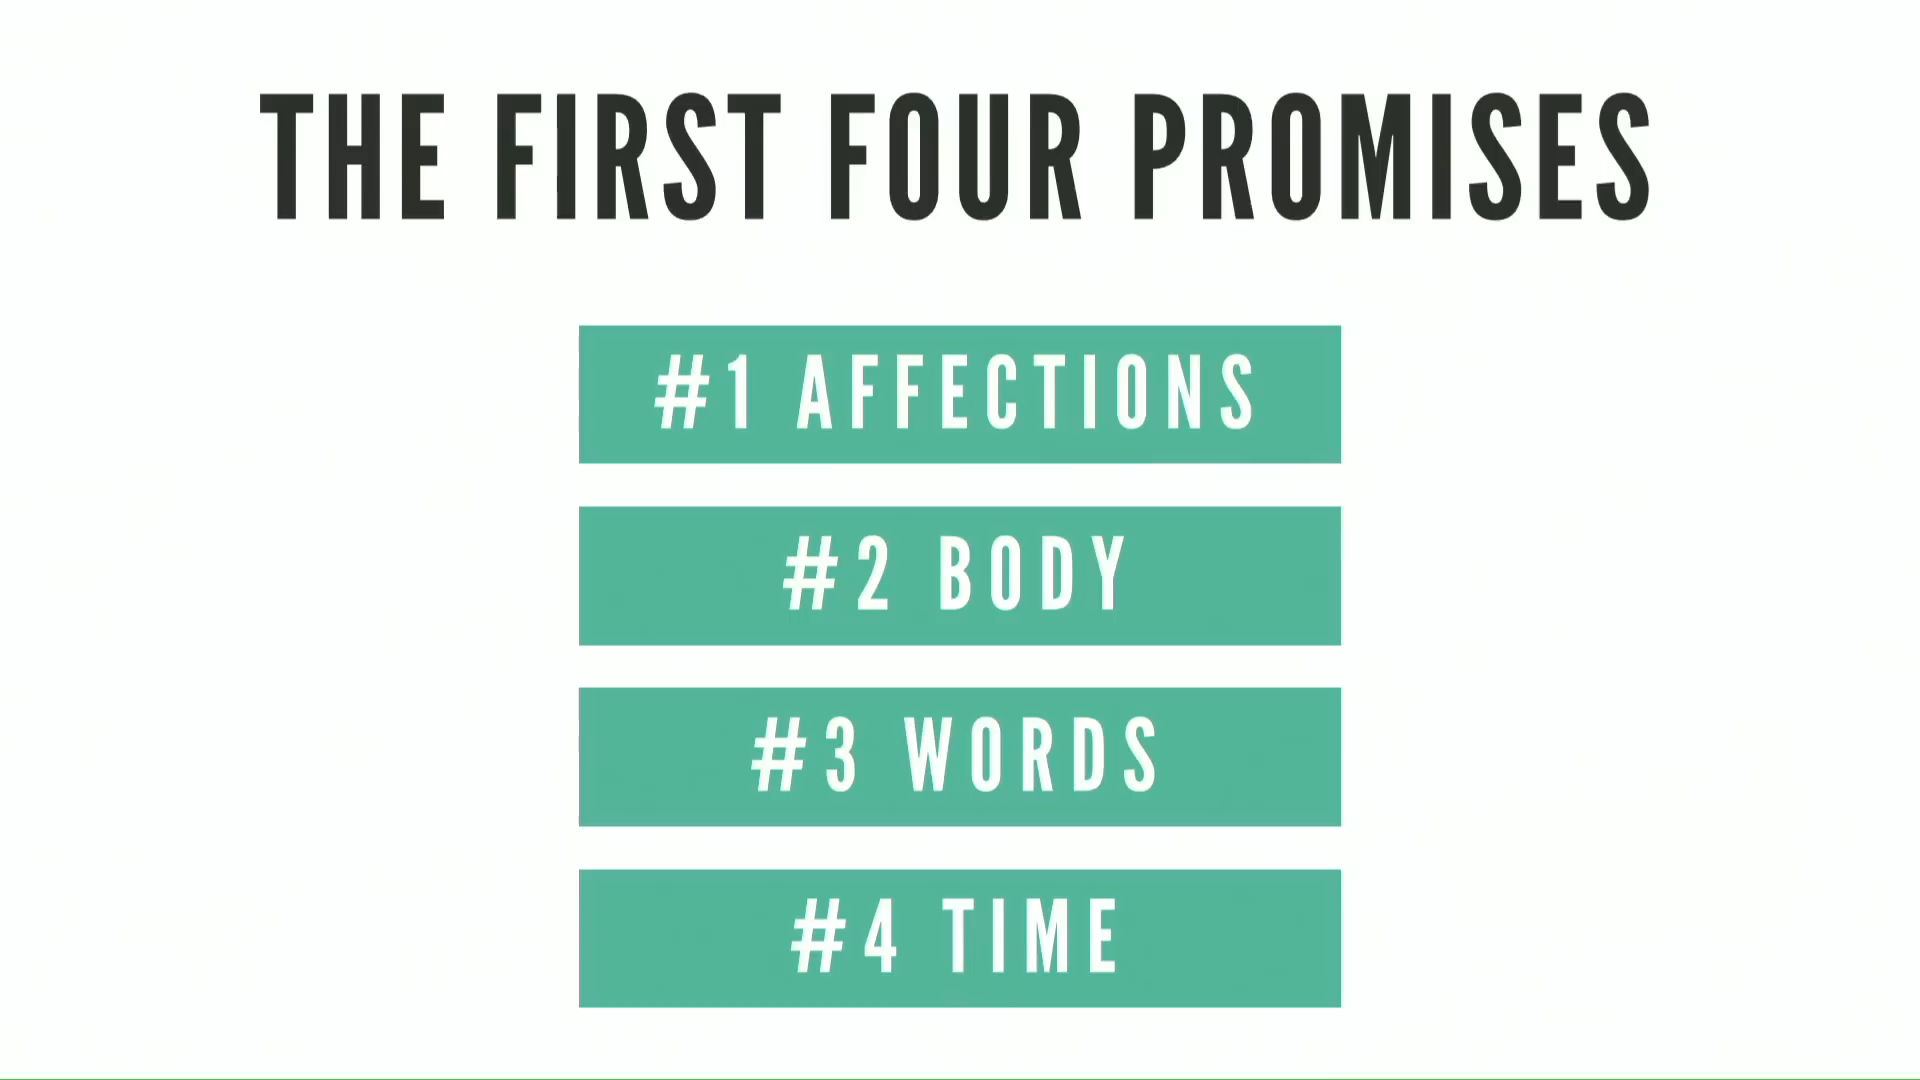 THE FIRST FOUR PROMISES
#1 AFFECTIONS
#2 BODY
#3 WORDS
#4 TIME